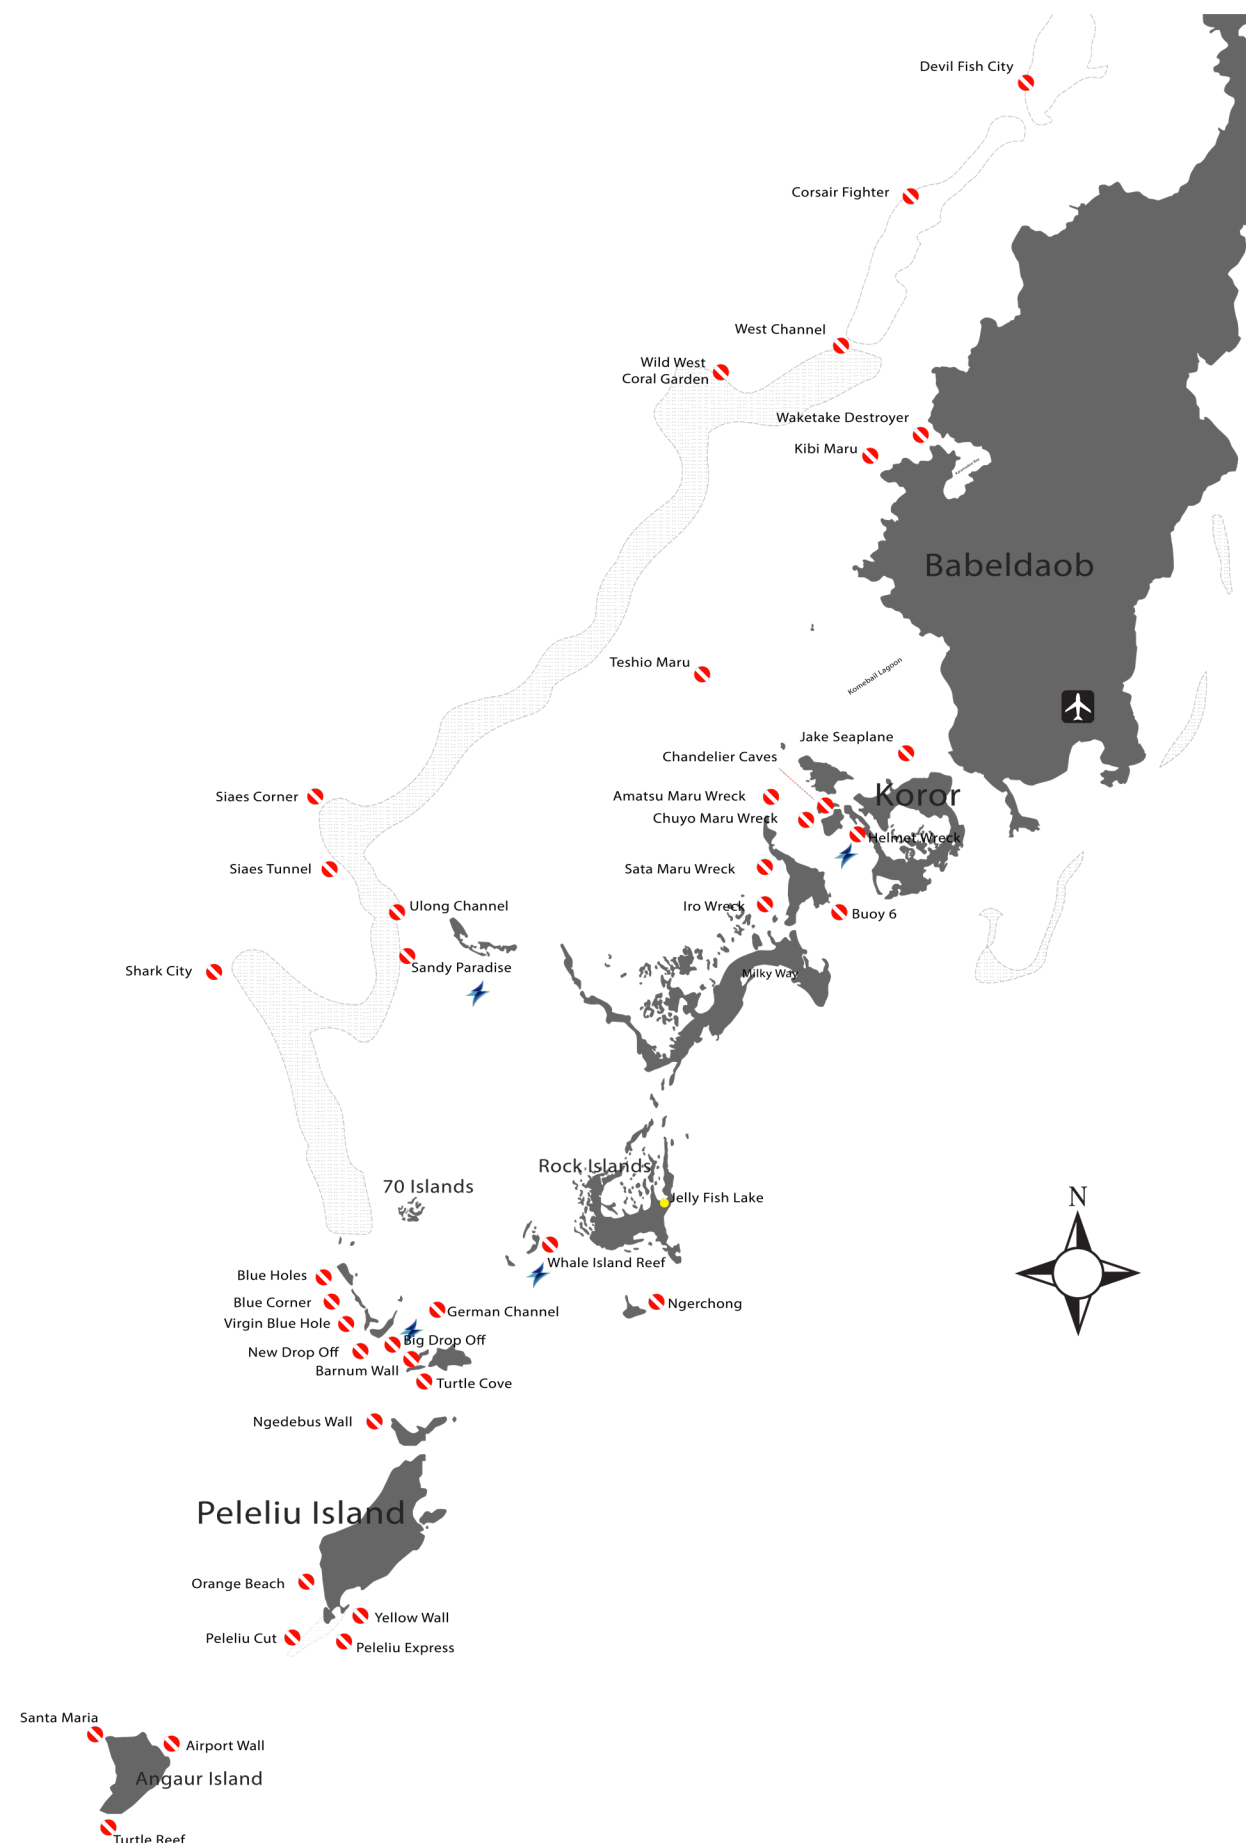 Devil Fish City
Corsair Fighter
West Channel
Wild West
Coral Garden
Waketake Destroyer
Kibi Maru
Babeldaob
Teshio Maru
Komebail Lagoon
Jake Seaplane
Chandelier Caves
Koror
Siaes Corner
Amatsu Maru Wreck
Chuyo Maru Wreck
Helmet Wreck
Siaes Tunnel
Sata Maru Wreck
Ulong Channel
Iro Wreck
Buoy 6
Shark City
Sandy Paradise
Milky Way
Rock Islands
70 Islands
Jelly Fish Lake
N
Whale Island Reef
Blue Holes
Blue Corner
Ngerchong
German Channel
Virgin Blue Hole
Big Drop Off
New Drop Off
Barnum Wall
Turtle Cove
Ngedebus Wall
Peleliu Island
Orange Beach
Yellow Wall
Peleliu Cut
Peleliu Express
Santa Maria
Airport Wall
Angaur Island
Turtle Reef